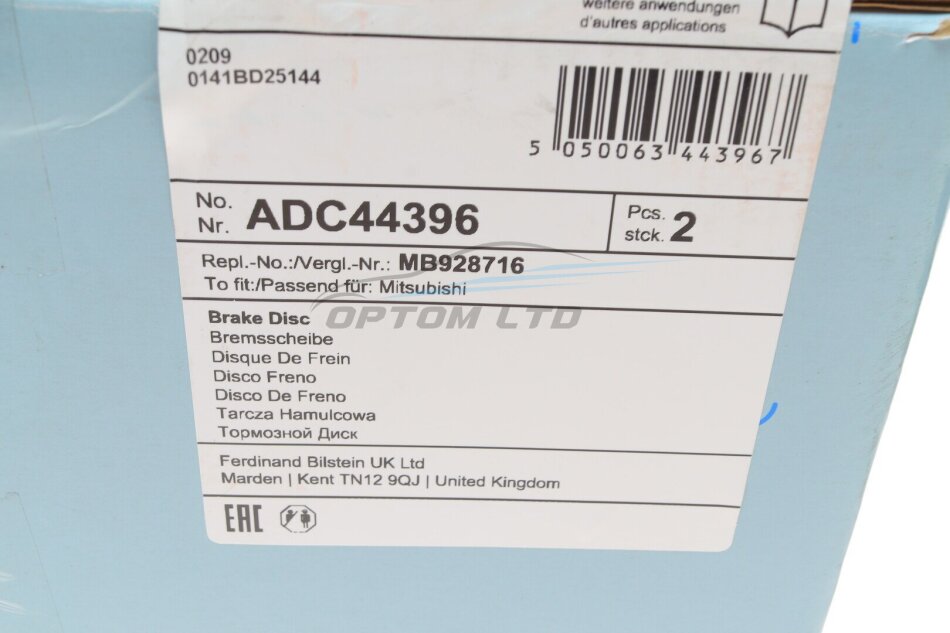 weitere anwendungen
d'autres applications
0209
0141BD25144
5 050063 443967
No. Nr. ADC44396
Pcs. stck. 2
Repl.-No.:/Vergl.-Nr.: MB928716
To fit:/Passend für: Mitsubishi
OPTOM LTD
Brake Disc
Bremsscheibe
Disque De Frein
Disco Freno
Disco De Freno
Tarcza Hamulcowa
Тормозной Диск
Ferdinand Bilstein UK Ltd
Marden | Kent TN12 9QJ | United Kingdom
EAC